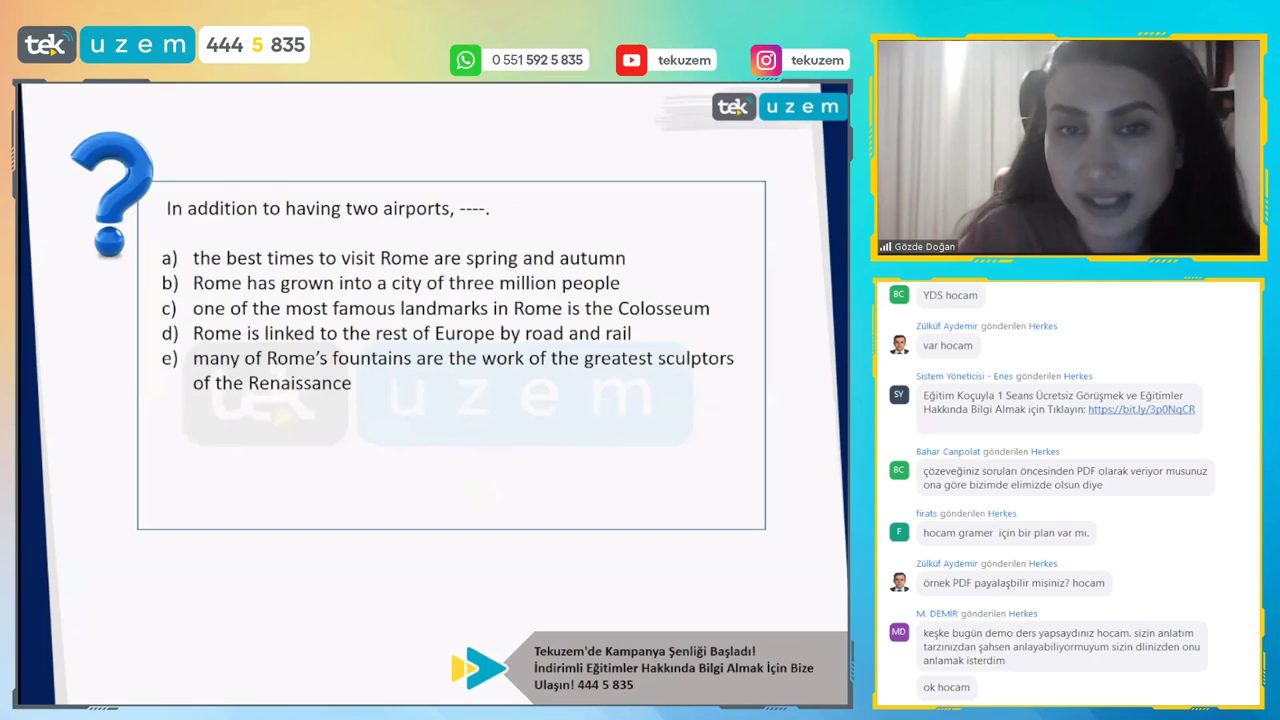 tek uzem 444 5 835
0 551 592 5 835
tekuzem
tekuzem
tek uzem
In addition to having two airports, ----.
a) the best times to visit Rome are spring and autumn
b) Rome has grown into a city of three million people
c) one of the most famous landmarks in Rome is the Colosseum
d) Rome is linked to the rest of Europe by road and rail
e) many of Rome’s fountains are the work of the greatest sculptors
of the Renaissance
tek uzem
Tekuzem'de Kampanya Şenliği Başladı!
İndirimli Eğitimler Hakkında Bilgi Almak İçin Bize
Ulaşın! 444 5 835
Gözde Doğan
BC
YDS hocam
Zülküf Aydemir gönderilen Herkes
var hocam
Sistem Yöneticisi - Enes gönderilen Herkes
SY
Eğitim Koçuyla 1 Seans Ücretsiz Görüşmek ve Eğitimler
Hakkında Bilgi Almak için Tıklayın: https://bit.ly/3p0NqCR
Bahar Canpolat gönderilen Herkes
BC
çözeveğiniz soruları öncesinden PDF olarak veriyor musunuz
ona göre bizimde elimizde olsun diye
fırats gönderilen Herkes
F
hocam gramer için bir plan var mı.
Zülküf Aydemir gönderilen Herkes
örnek PDF payalaşbilir misiniz? hocam
M. DEMİR gönderilen Herkes
MD
keşke bugün demo ders yapsaydınız hocam. sizin anlatım
tarzınızdan şahsen anlayabiliyormuyum sizin dlinizden onu
anlamak isterdim
ok hocam